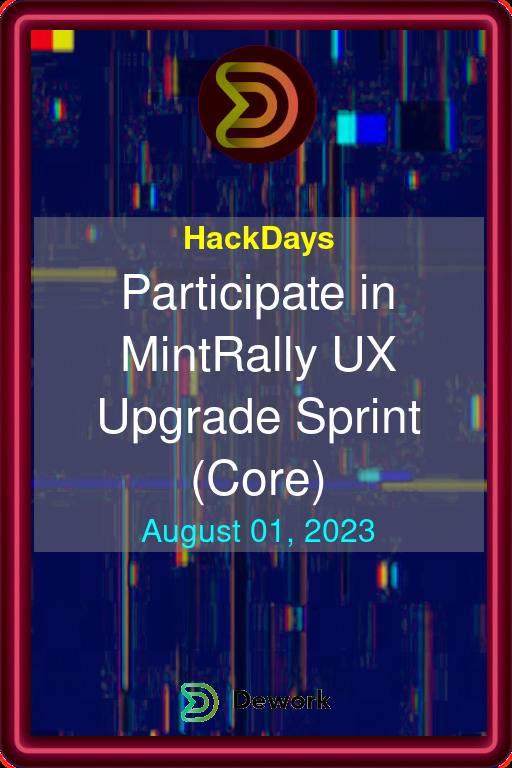 HackDays
Participate in
MintRally UX
Upgrade Sprint
(Core)
August 01, 2023
Dework